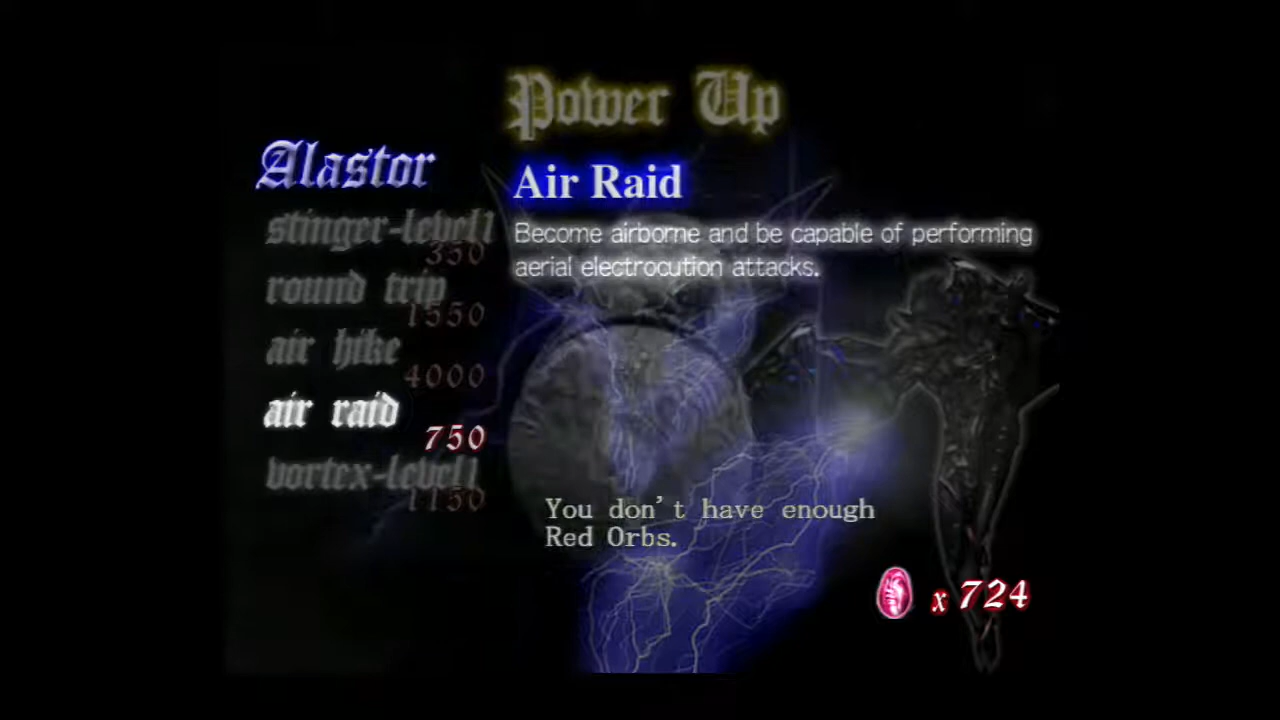 Power Up
Alastor
stinger-level1
350
round trip
1550
air hike
4000
air raid
750
vortex-level1
1150
Air Raid
Become airborne and be capable of performing
aerial electrocution attacks.
You don't have enough
Red Orbs.
x 724